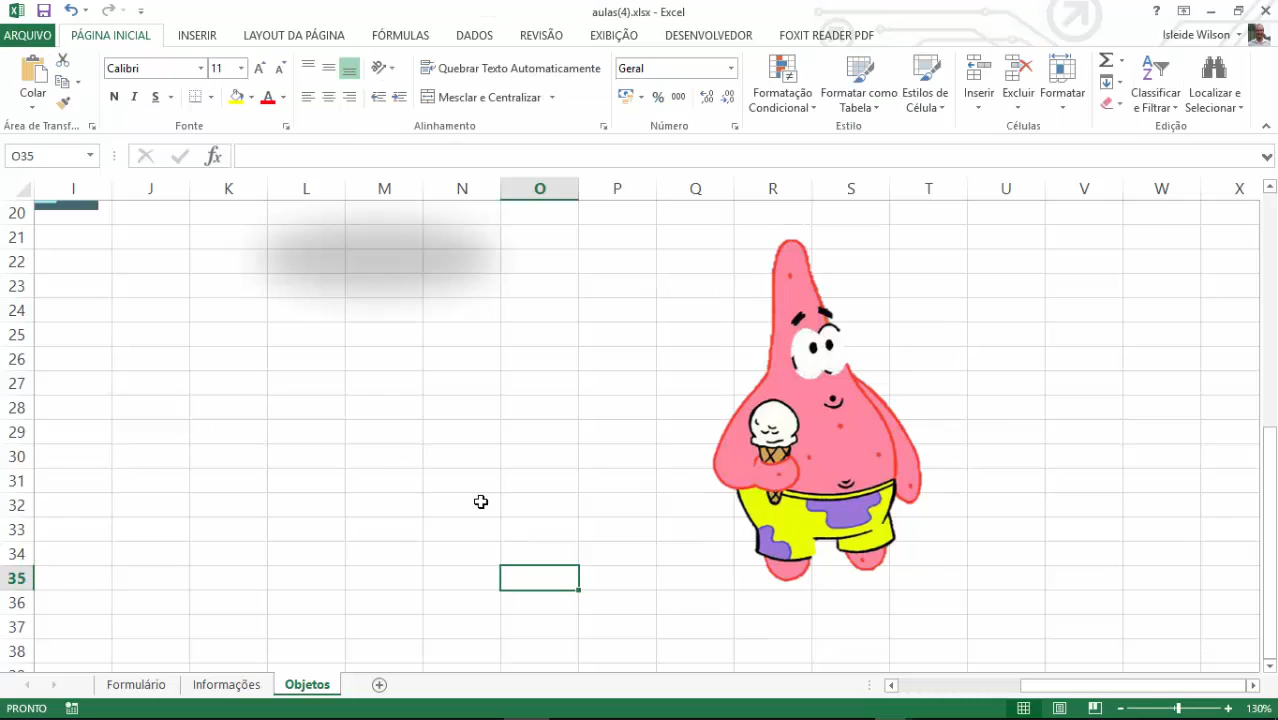 aulas(4).xlsx - Excel
ARQUIVO PÁGINA INICIAL INSERIR LAYOUT DA PÁGINA FÓRMULAS DADOS REVISÃO EXIBIÇÃO DESENVOLVEDOR FOXIT READER PDF Isleide Wilson
Colar
Calibri 11
N I S
Quebrar Texto Automaticamente
Mesclar e Centralizar
Geral
% 000
Formatação Condicional
Formatar como Tabela
Estilos de Célula
Inserir Excluir Formatar
Classificar e Filtrar
Localizar e Selecionar
Área de Transf... Fonte Alinhamento Número Estilo Células Edição
O35 fx
I J K L M N O P Q R S T U V W X
20
21
22
23
24
25
26
27
28
29
30
31
32
33
34
35
36
37
38
Formulário Informações Objetos
PRONTO 130%